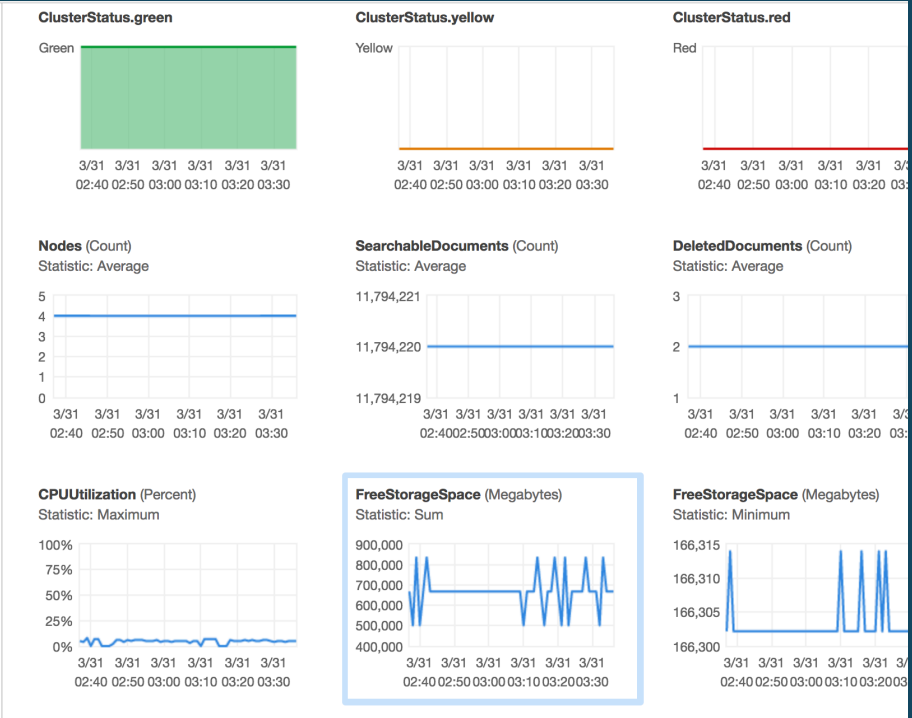 ClusterStatus.green
Green
3/31 3/31 3/31 3/31 3/31 3/31
02:40 02:50 03:00 03:10 03:20 03:30
ClusterStatus.yellow
Yellow
3/31 3/31 3/31 3/31 3/31 3/31
02:40 02:50 03:00 03:10 03:20 03:30
ClusterStatus.red
Red
3/31 3/31 3/31 3/31 3/31
02:40 02:50 03:00 03:10 03:20 03:
Nodes (Count)
Statistic: Average
5
4
3
2
1
0
3/31 3/31 3/31 3/31 3/31 3/31
02:40 02:50 03:00 03:10 03:20 03:30
SearchableDocuments (Count)
Statistic: Average
11,794,221
11,794,220
11,794,219
3/31 3/31 3/31 3/31 3/31 3/31
02:4002:5003:0003:1003:2003:30
DeletedDocuments (Count)
Statistic: Average
3
2
1
3/31 3/31 3/31 3/31 3/31
02:40 02:50 03:00 03:10 03:20 03:
CPUUtilization (Percent)
Statistic: Maximum
100%
75%
50%
25%
0%
3/31 3/31 3/31 3/31 3/31 3/31
02:40 02:50 03:00 03:10 03:20 03:30
FreeStorageSpace (Megabytes)
Statistic: Sum
900,000
800,000
700,000
600,000
500,000
400,000
3/31 3/31 3/31 3/31 3/31 3/31
02:40 02:50 03:00 03:10 03:2003:30
FreeStorageSpace (Megabytes)
Statistic: Minimum
166,315
166,310
166,305
166,300
3/31 3/31 3/31 3/31 3/31
02:40 02:50 03:00 03:10 03:2003